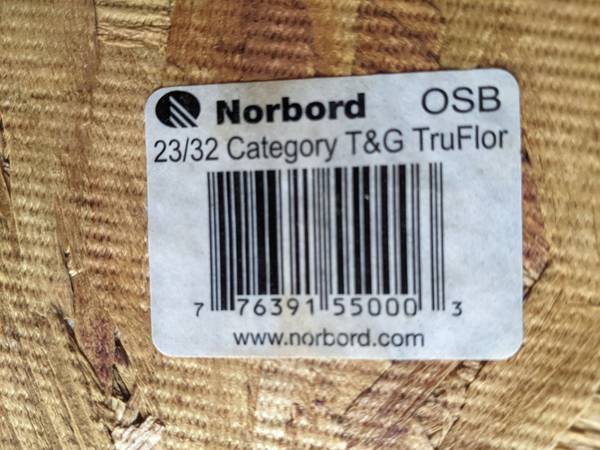 Norbord OSB
23/32 Category T&G TruFlor
7 76391 55000 3
www.norbord.com